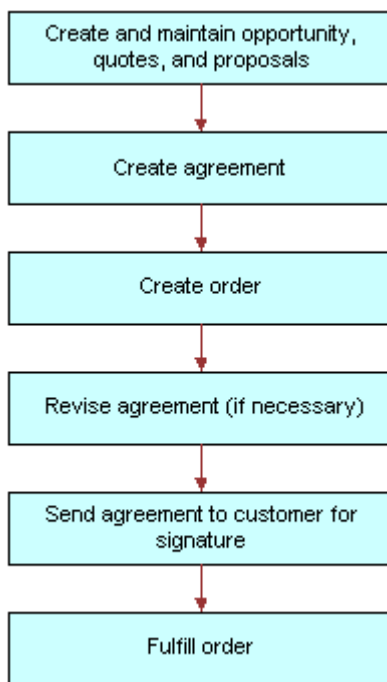 Create and maintain opportunity,
quotes, and proposals
Create agreement
Create order
Revise agreement (if necessary)
Send agreement to customer for
signature
Fulfill order